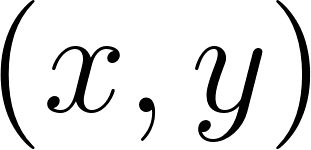 (x, y)